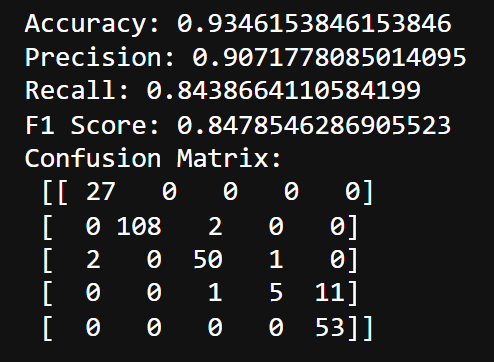 Accuracy: 0.9346153846153846
Precision: 0.9071778085014095
Recall: 0.8438664110584199
F1 Score: 0.8478546286905523
Confusion Matrix:
[[ 27   0   0   0   0]
[  0 108   2   0   0]
[  2   0  50   1   0]
[  0   0   1   5  11]
[  0   0   0   0  53]]